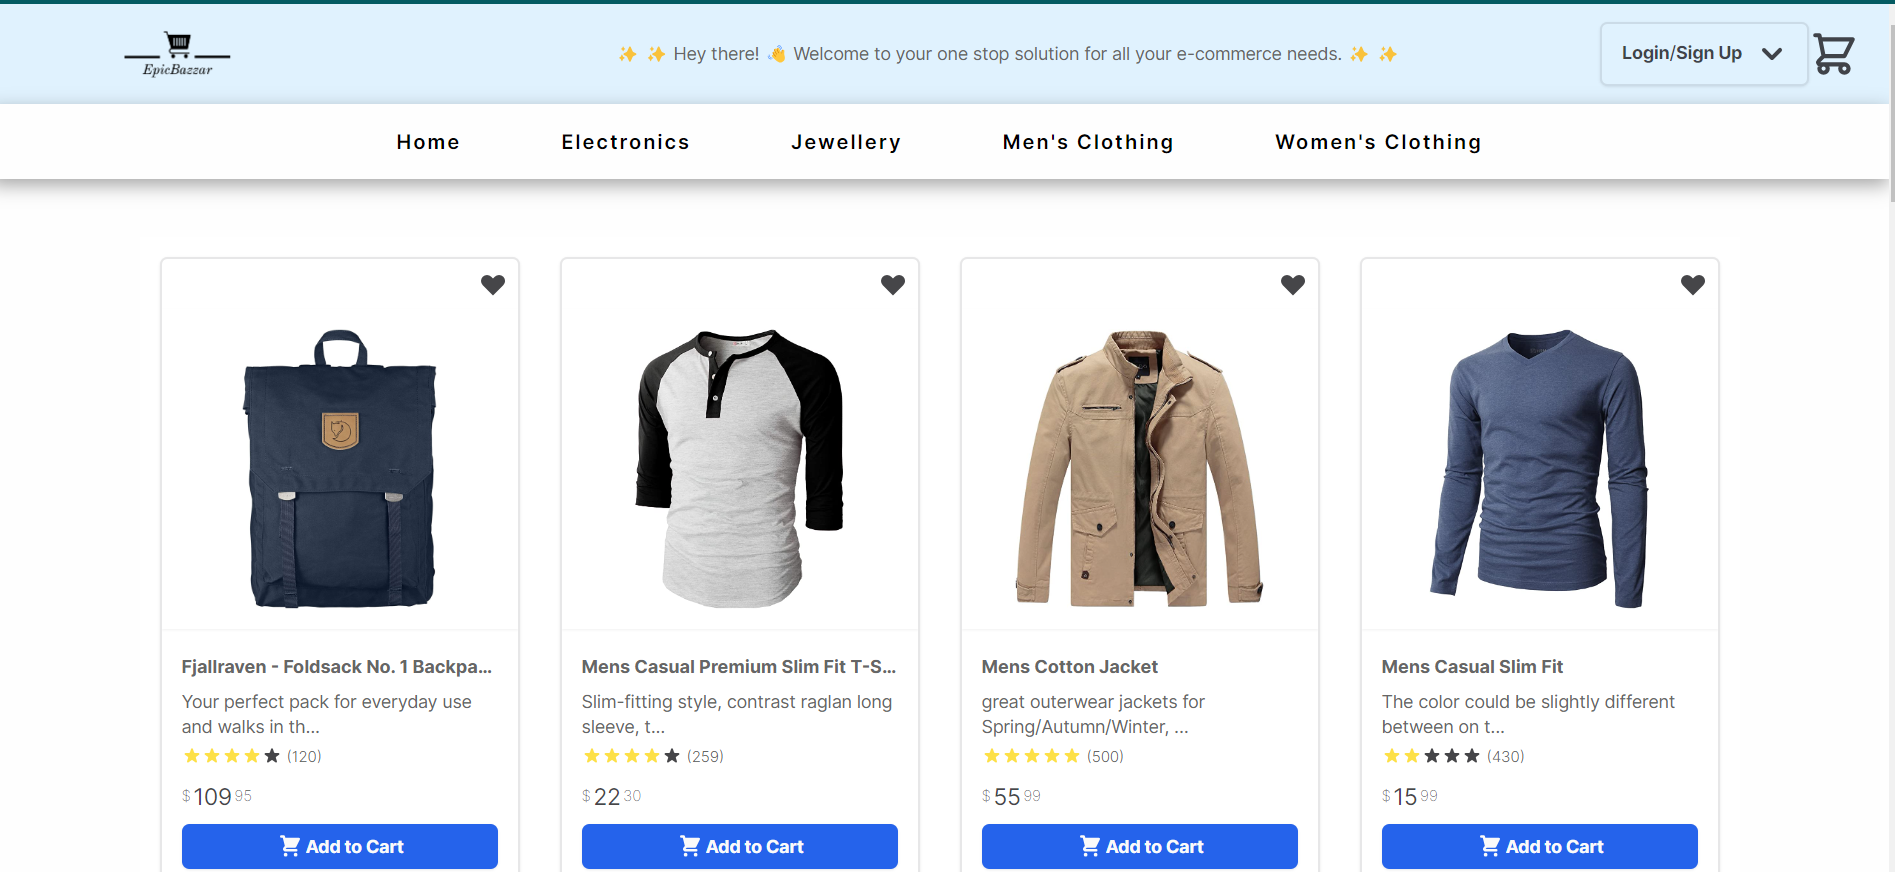 EpicBazzar
✨ ✨ Hey there! 👋 Welcome to your one stop solution for all your e-commerce needs. ✨ ✨
Login/Sign Up
Home Electronics Jewellery Men's Clothing Women's Clothing
Fjallraven - Foldsack No. 1 Backpa...
Your perfect pack for everyday use
and walks in th...
(120)
$109 95
Add to Cart
Mens Casual Premium Slim Fit T-S...
Slim-fitting style, contrast raglan long
sleeve, t...
(259)
$22 30
Add to Cart
Mens Cotton Jacket
great outerwear jackets for
Spring/Autumn/Winter, ...
(500)
$55 99
Add to Cart
Mens Casual Slim Fit
The color could be slightly different
between on t...
(430)
$15 99
Add to Cart